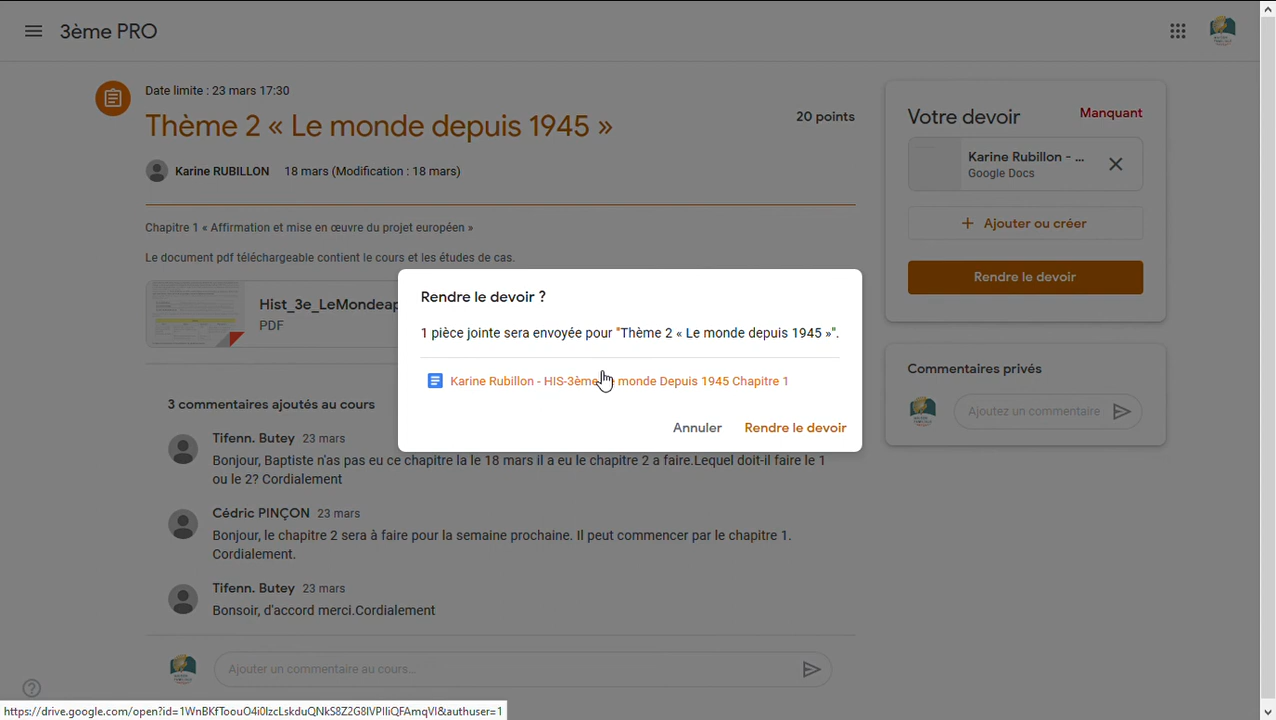 3ème PRO
Date limite : 23 mars 17:30
Thème 2 « Le monde depuis 1945 »
20 points
Karine RUBILLON 18 mars (Modification : 18 mars)
Chapitre 1 « Affirmation et mise en œuvre du projet européen »
Le document pdf téléchargeable contient le cours et les études de cas.
Hist_3e_LeMondeap
PDF
3 commentaires ajoutés au cours
Tifenn. Butey 23 mars
Bonjour, Baptiste n'as pas eu ce chapitre la le 18 mars il a eu le chapitre 2 a faire.Lequel doit-il faire le 1
ou le 2? Cordialement
Cédric PINÇON 23 mars
Bonjour, le chapitre 2 sera à faire pour la semaine prochaine. Il peut commencer par le chapitre 1.
Cordialement.
Tifenn. Butey 23 mars
Bonsoir, d'accord merci.Cordialement
Ajouter un commentaire au cours...
Votre devoir
Manquant
Karine Rubillon - ...
Google Docs
Ajouter ou créer
Rendre le devoir
Commentaires privés
Ajoutez un commentaire
Rendre le devoir ?
1 pièce jointe sera envoyée pour "Thème 2 « Le monde depuis 1945 »".
Karine Rubillon - HIS-3ème monde Depuis 1945 Chapitre 1
Annuler
Rendre le devoir
https://drive.google.com/open?id=1WnBKfToouO4i0IzcLskduQNkS8Z2G8IVPIIiQFAmqVI&authuser=1